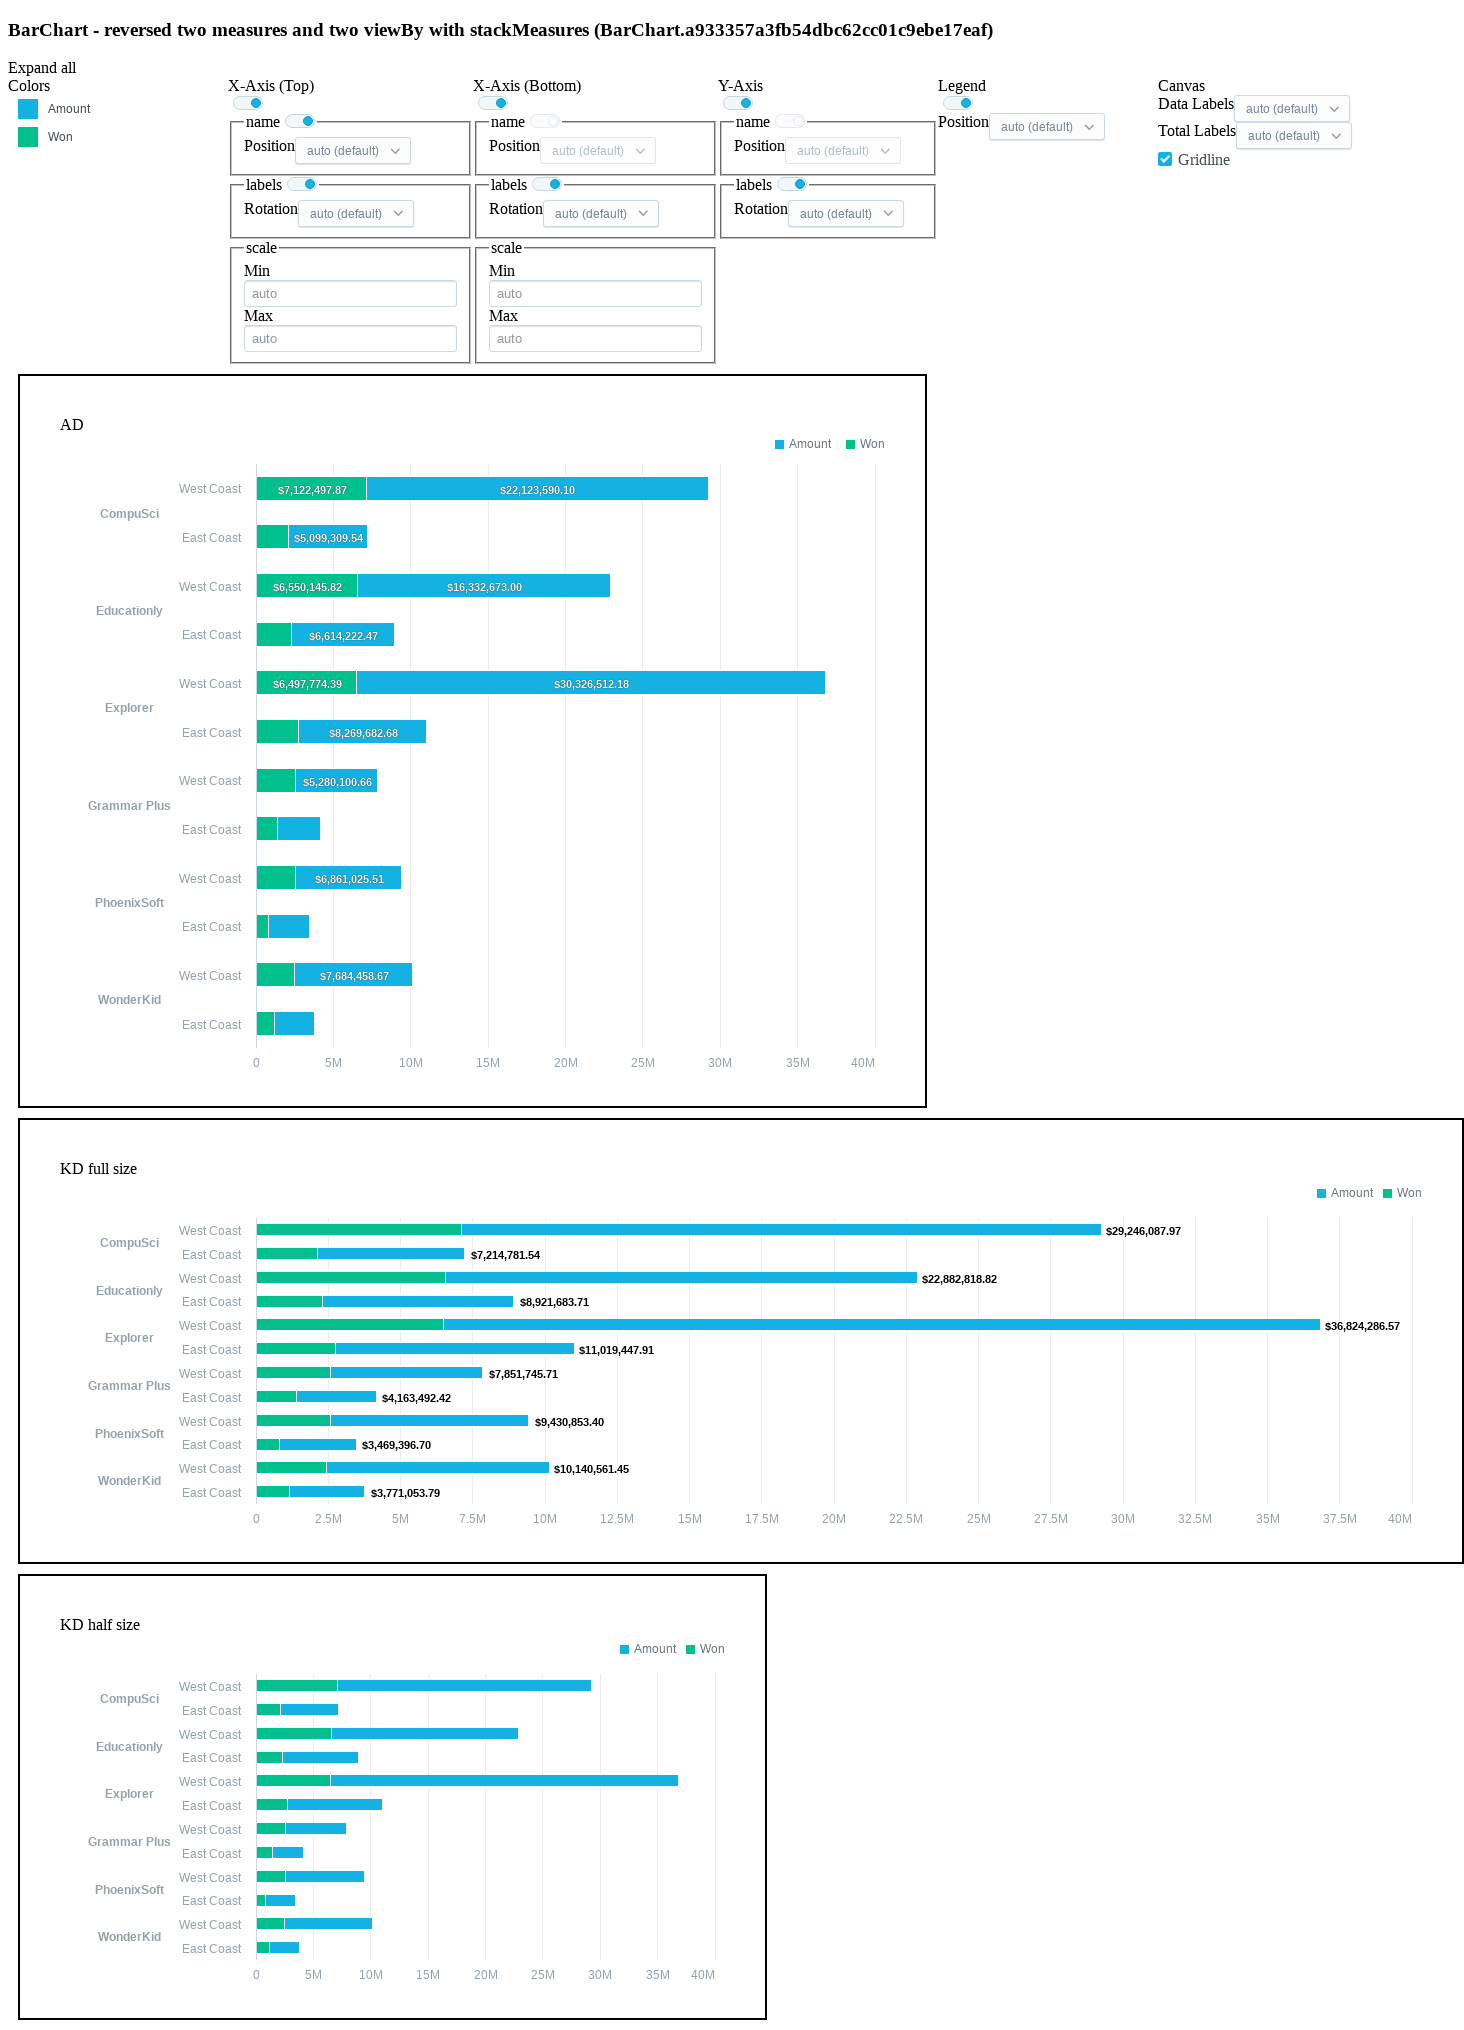 BarChart - reversed two measures and two viewBy with stackMeasures (BarChart.a933357a3fb54dbc62cc01c9ebe17eaf)
Expand all
Colors
Amount
Won
X-Axis (Top)
name
Position auto (default)
labels
Rotation auto (default)
scale
Min
auto
Max
auto
X-Axis (Bottom)
name
Position auto (default)
labels
Rotation auto (default)
scale
Min
auto
Max
auto
Y-Axis
name
Position auto (default)
labels
Rotation auto (default)
Legend
Position auto (default)
Canvas
Data Labels auto (default)
Total Labels auto (default)
Gridline
AD
Amount Won
CompuSci
West Coast $7,122,497.87 $22,123,590.10
East Coast $5,099,309.54
Educationly
West Coast $6,550,145.82 $16,332,673.00
East Coast $6,614,222.47
Explorer
West Coast $6,497,774.39 $30,326,512.18
East Coast $8,269,682.68
Grammar Plus
West Coast $5,280,100.66
East Coast
PhoenixSoft
West Coast $6,861,025.51
East Coast
WonderKid
West Coast $7,684,458.67
East Coast
0 5M 10M 15M 20M 25M 30M 35M 40M
KD full size
Amount Won
CompuSci
West Coast $29,246,087.97
East Coast $7,214,781.54
Educationly
West Coast $22,882,818.82
East Coast $8,921,683.71
Explorer
West Coast $36,824,286.57
East Coast $11,019,447.91
Grammar Plus
West Coast $7,851,745.71
East Coast $4,163,492.42
PhoenixSoft
West Coast $9,430,853.40
East Coast $3,469,396.70
WonderKid
West Coast $10,140,561.45
East Coast $3,771,053.79
0 2.5M 5M 7.5M 10M 12.5M 15M 17.5M 20M 22.5M 25M 27.5M 30M 32.5M 35M 37.5M 40M
KD half size
Amount Won
CompuSci
West Coast
East Coast
Educationly
West Coast
East Coast
Explorer
West Coast
East Coast
Grammar Plus
West Coast
East Coast
PhoenixSoft
West Coast
East Coast
WonderKid
West Coast
East Coast
0 5M 10M 15M 20M 25M 30M 35M 40M